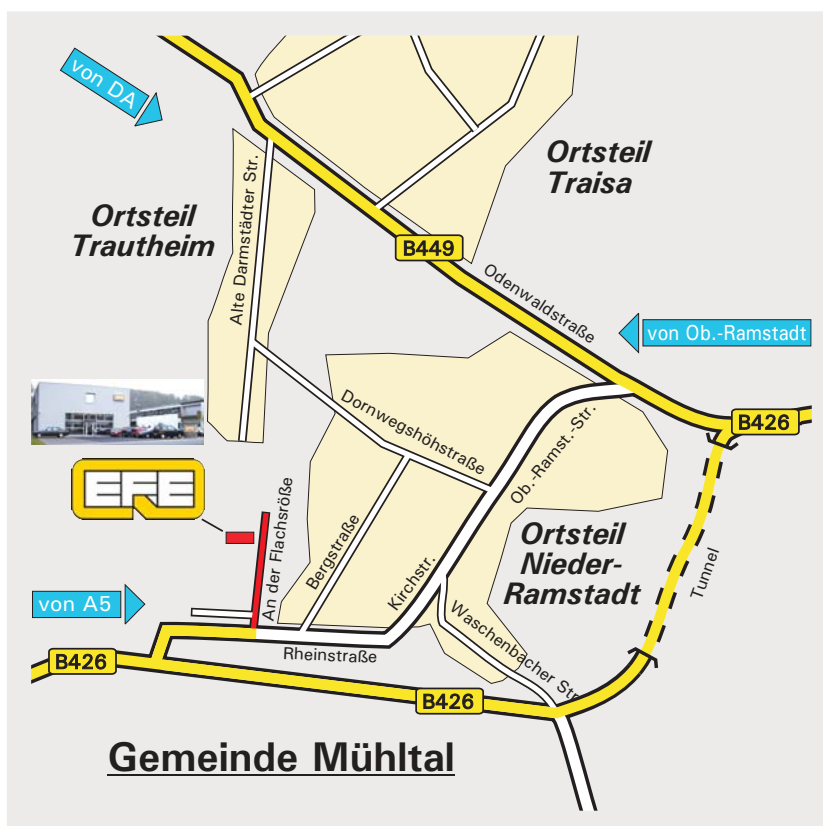 von DA
Ortsteil
Traisa
Ortsteil
Trautheim
Alte Darmstädter Str.
B449
Odenwaldstraße
von Ob.-Ramstadt
Dornwegshöhstraße
B426
Ob.-Ramst.-Str.
EFE
An der Flachsröße
Bergstraße
Kirchstr.
Ortsteil
Nieder-
Ramstadt
Tunnel
von A5
Waschenbacher Str.
Rheinstraße
B426
B426
Gemeinde Mühltal